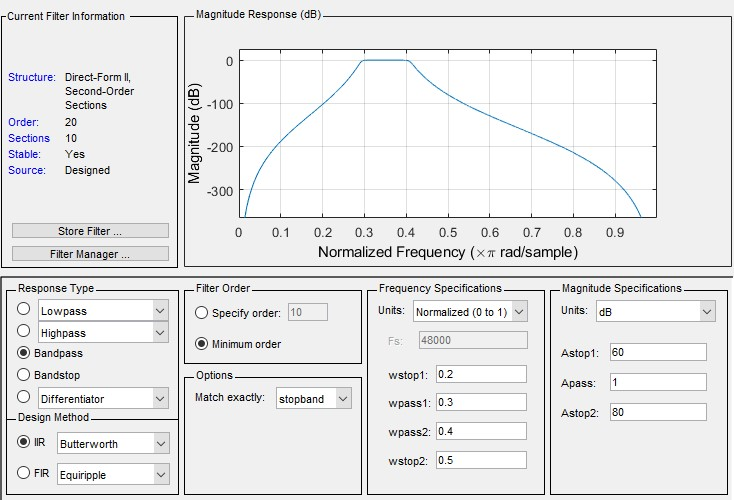 Current Filter Information
Structure: Direct-Form II,
Second-Order
Sections
Order: 20
Sections 10
Stable: Yes
Source: Designed
Store Filter ...
Filter Manager ...
Magnitude Response (dB)
Magnitude (dB)
0
-100
-200
-300
0 0.1 0.2 0.3 0.4 0.5 0.6 0.7 0.8 0.9
Normalized Frequency (×π rad/sample)
Response Type
Lowpass
Highpass
Bandpass
Bandstop
Differentiator
Design Method
IIR Butterworth
FIR Equiripple
Filter Order
Specify order: 10
Minimum order
Options
Match exactly: stopband
Frequency Specifications
Units: Normalized (0 to 1)
Fs: 48000
wstop1: 0.2
wpass1: 0.3
wpass2: 0.4
wstop2: 0.5
Magnitude Specifications
Units: dB
Astop1: 60
Apass: 1
Astop2: 80